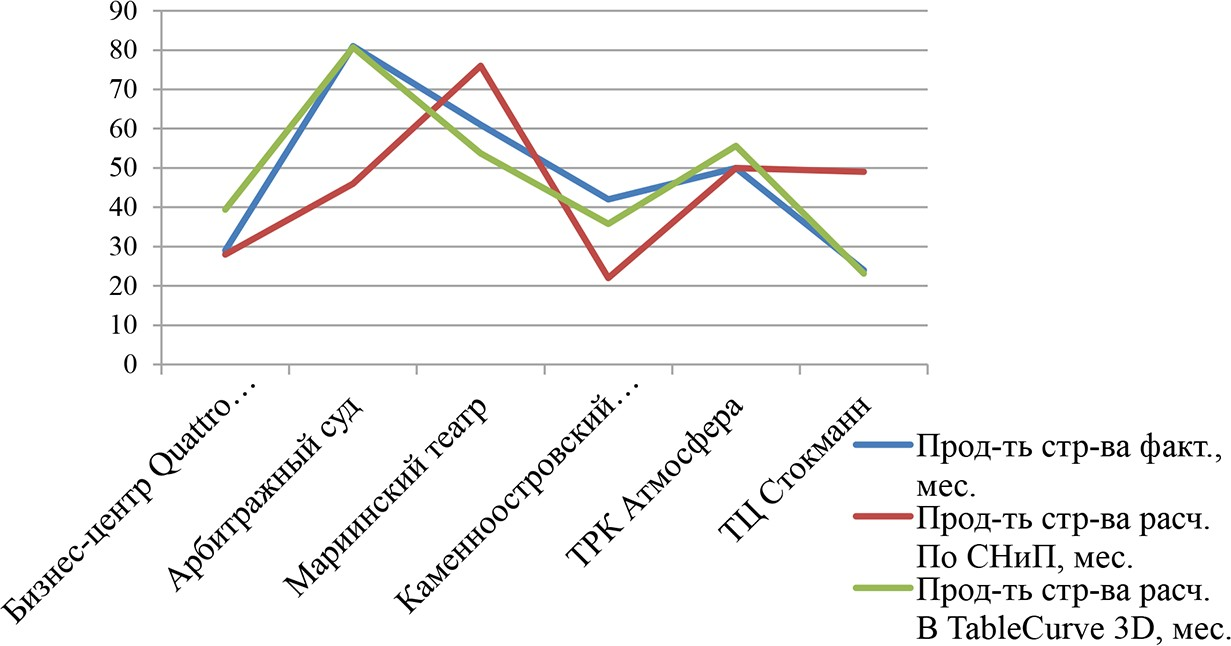 90
80
70
60
50
40
30
20
10
0
Бизнес-центр Quattro…
Арбитражный суд
Мариинский театр
Каменноостровский…
ТРК Атмосфера
ТЦ Стокманн
Прод-ть стр-ва факт.,
мес.
Прод-ть стр-ва расч.
По СНиП, мес.
Прод-ть стр-ва расч.
В TableCurve 3D, мес.